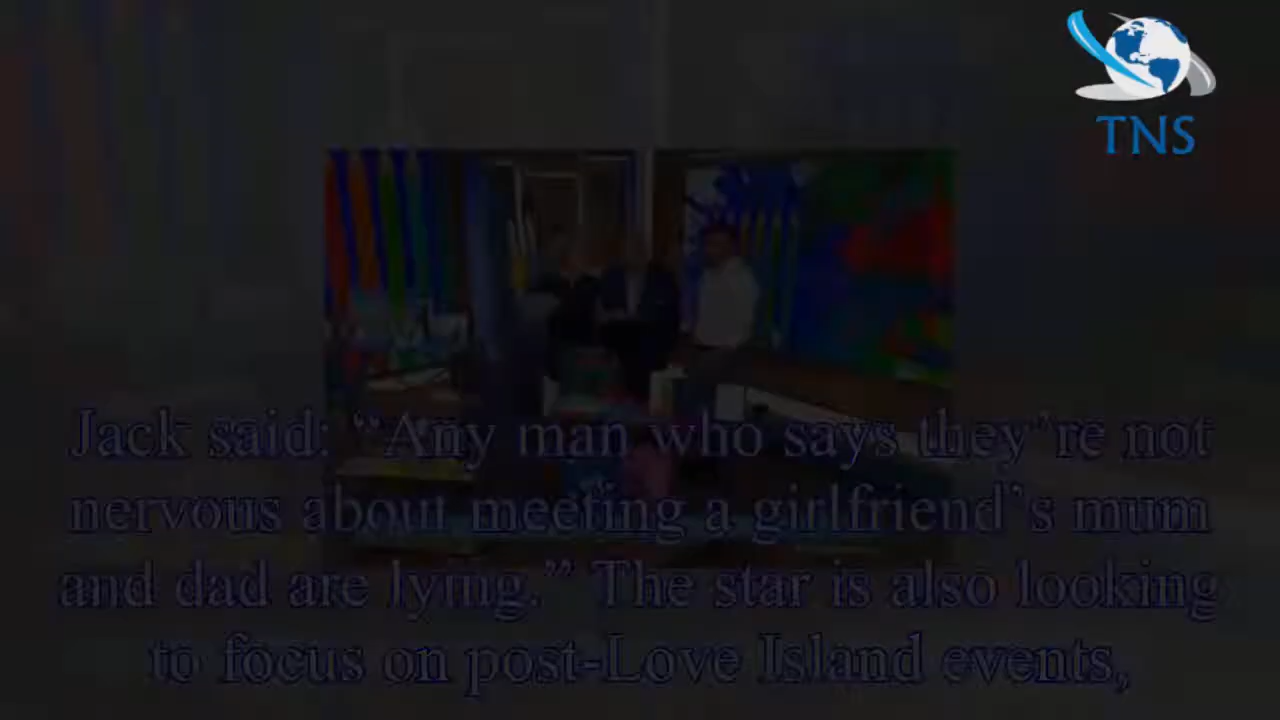 TNS
Jack said: “Any man who says they’re not
nervous about meeting a girlfriend’s mum
and dad are lying.” The star is also looking
to focus on post-Love Island events,